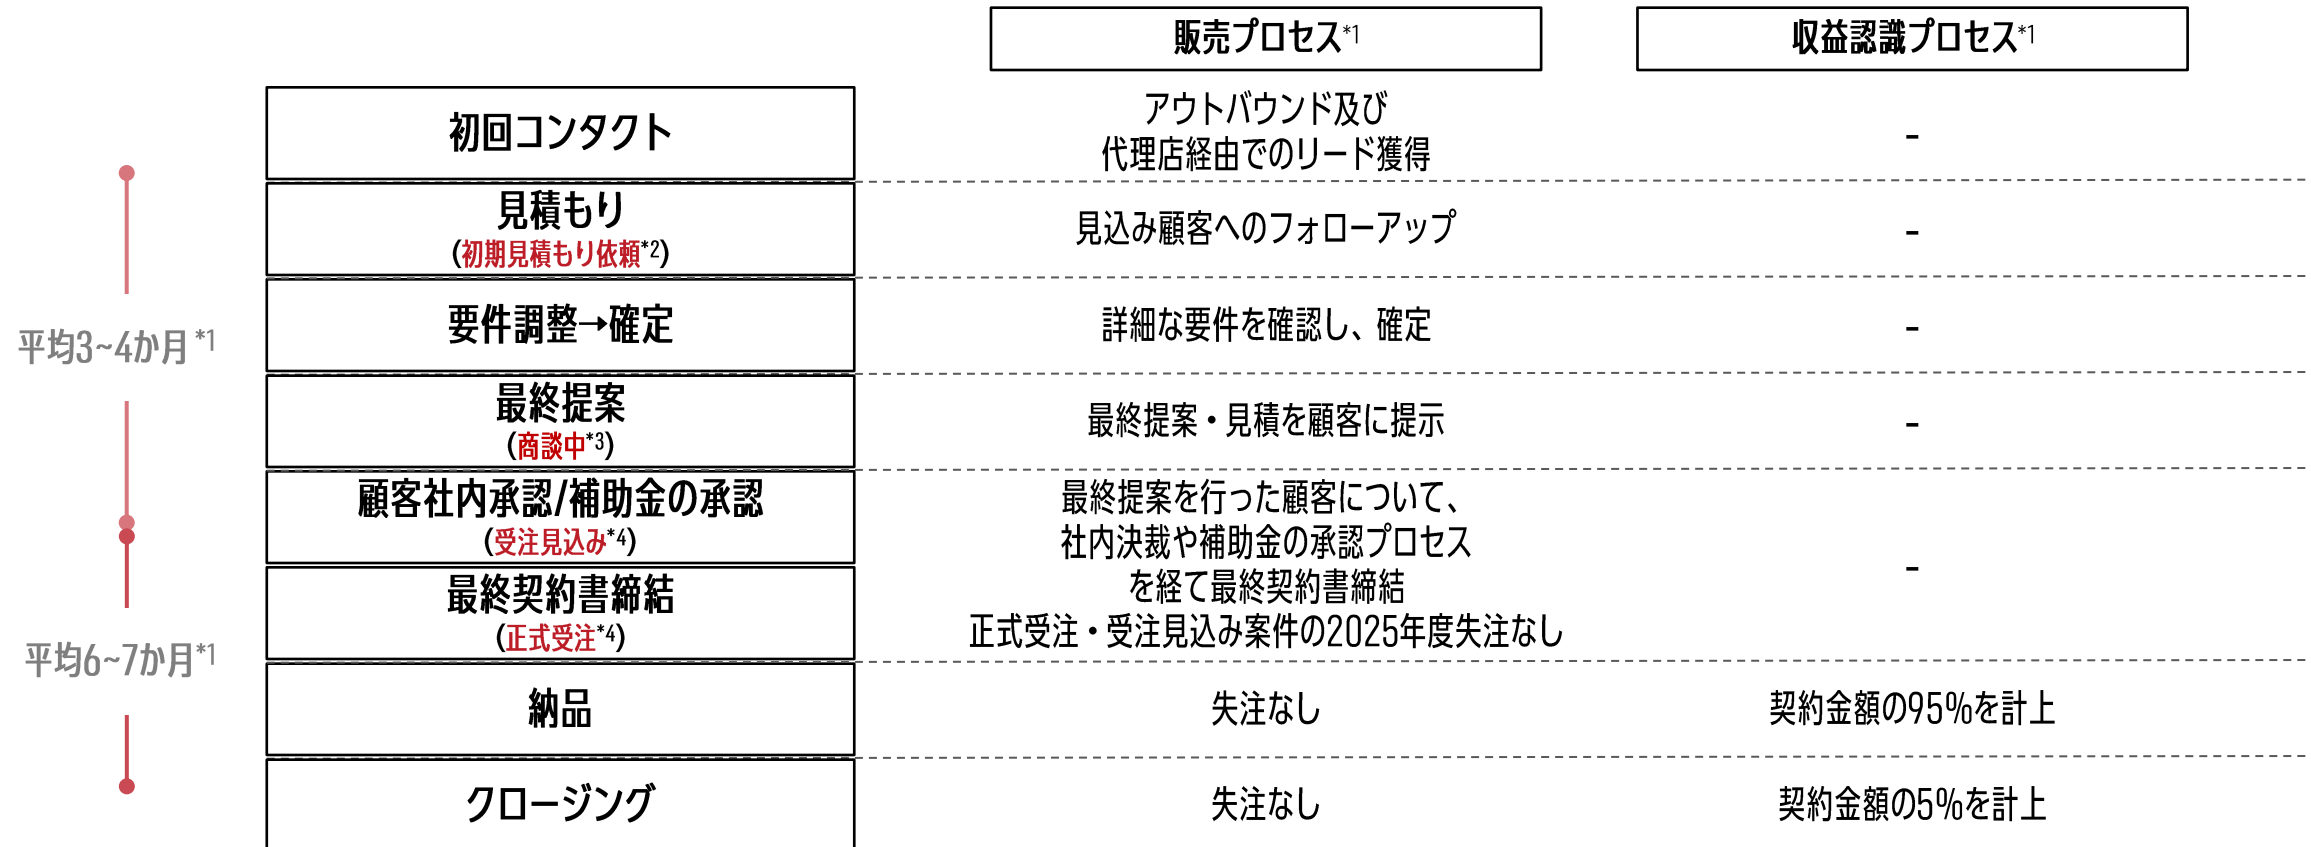 販売プロセス*1
収益認識プロセス*1
初回コンタクト
アウトバウンド及び
代理店経由でのリード獲得
-
見積もり
(初期見積もり依頼*2)
見込み顧客へのフォローアップ
-
平均3~4か月*1
要件調整→確定
詳細な要件を確認し、確定
-
最終提案
(商談中*3)
最終提案・見積を顧客に提示
-
顧客社内承認/補助金の承認
(受注見込み*4)
最終契約書締結
(正式受注*4)
最終提案を行った顧客について、
社内決裁や補助金の承認プロセス
を経て最終契約書締結
正式受注・受注見込み案件の2025年度失注なし
-
平均6~7か月*1
納品
失注なし
契約金額の95%を計上
クロージング
失注なし
契約金額の5%を計上